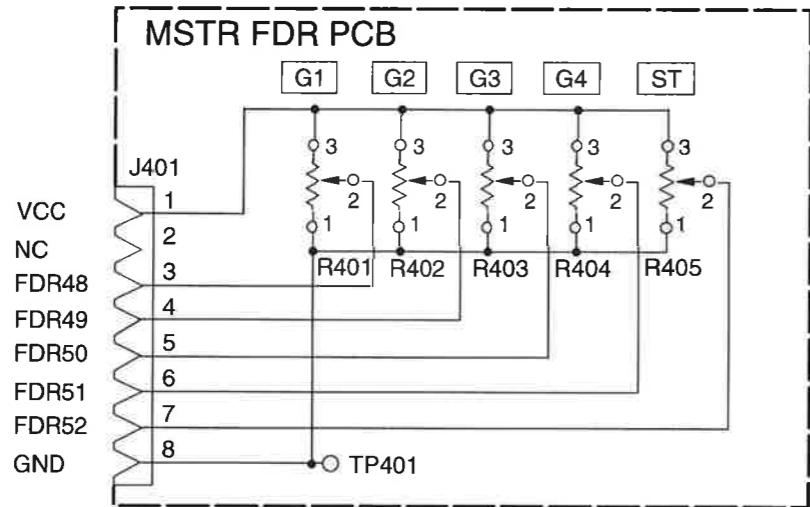 MSTR FDR PCB
G1 G2 G3 G4 ST
J401
3 3 3 3 3
2 2 2 2 2
1 1 1 1 1
R401 R402 R403 R404 R405
VCC 1
NC 2
FDR48 3
FDR49 4
FDR50 5
FDR51 6
FDR52 7
GND 8
TP401